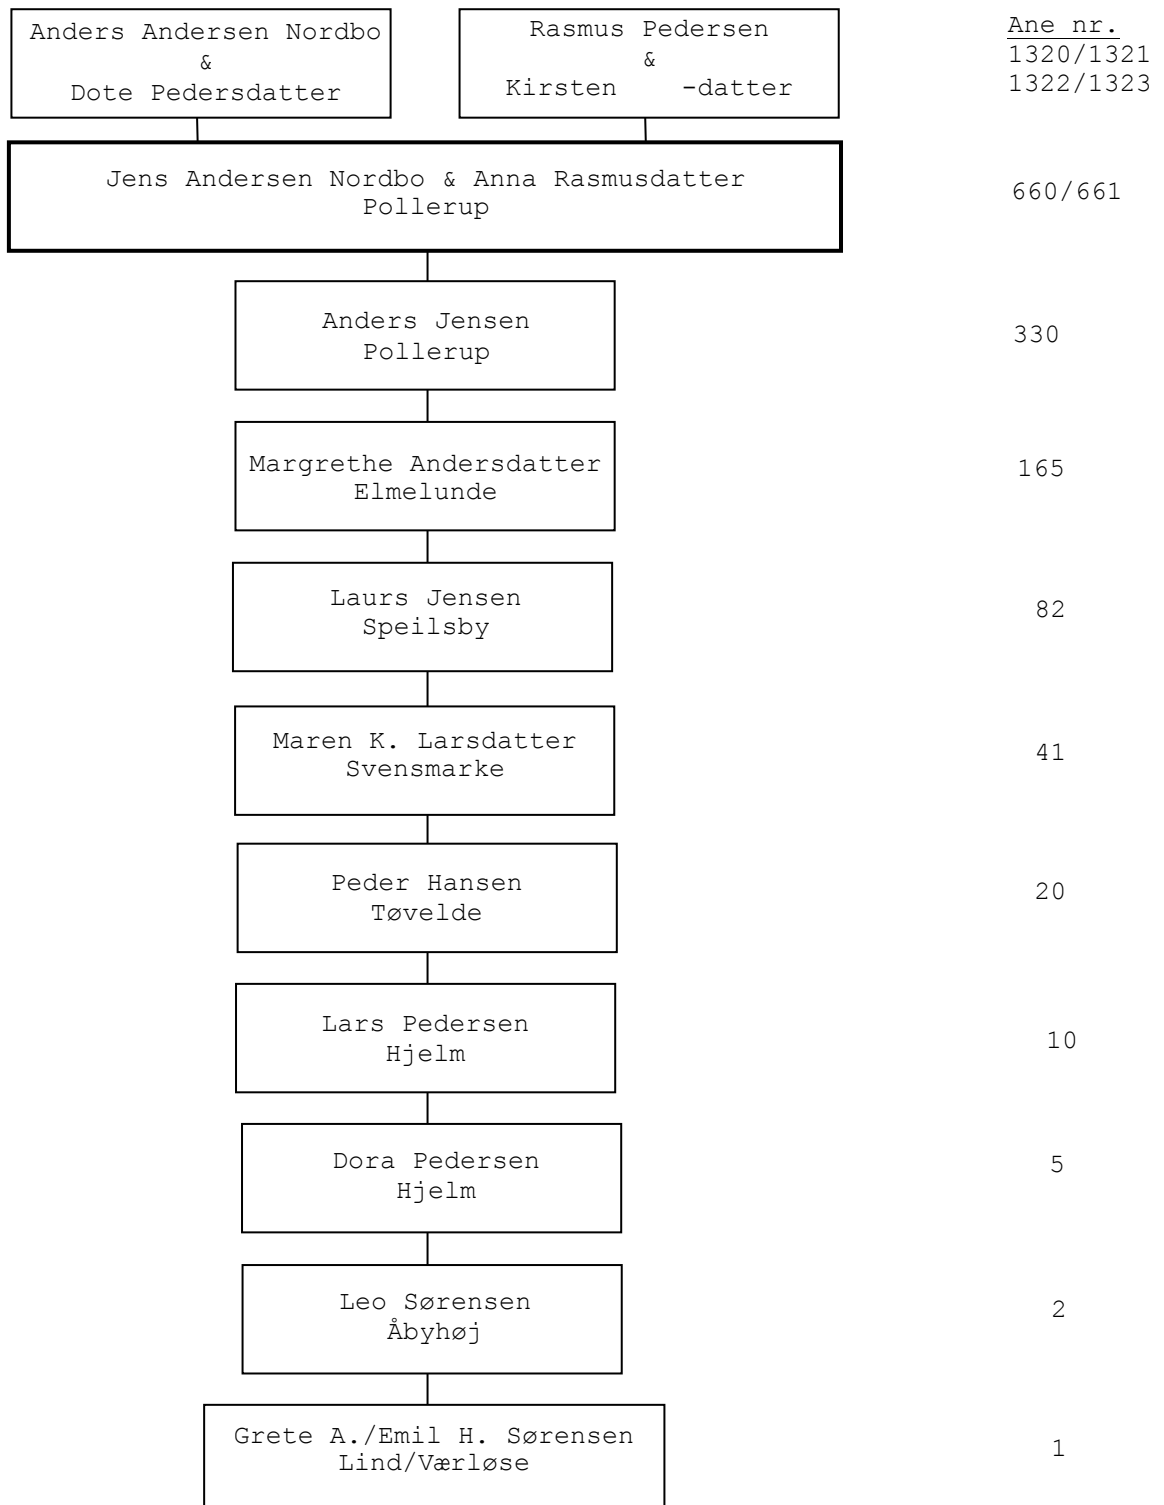 Anders Andersen Nordbo
&
Dote Pedersdatter
Rasmus Pedersen
&
Kirsten    -datter
Ane nr.
1320/1321
1322/1323
Jens Andersen Nordbo & Anna Rasmusdatter
Pollerup
660/661
Anders Jensen
Pollerup
330
Margrethe Andersdatter
Elmelunde
165
Laurs Jensen
Speilsby
82
Maren K. Larsdatter
Svensmarke
41
Peder Hansen
Tøvelde
20
Lars Pedersen
Hjelm
10
Dora Pedersen
Hjelm
5
Leo Sørensen
Åbyhøj
2
Grete A./Emil H. Sørensen
Lind/Værløse
1